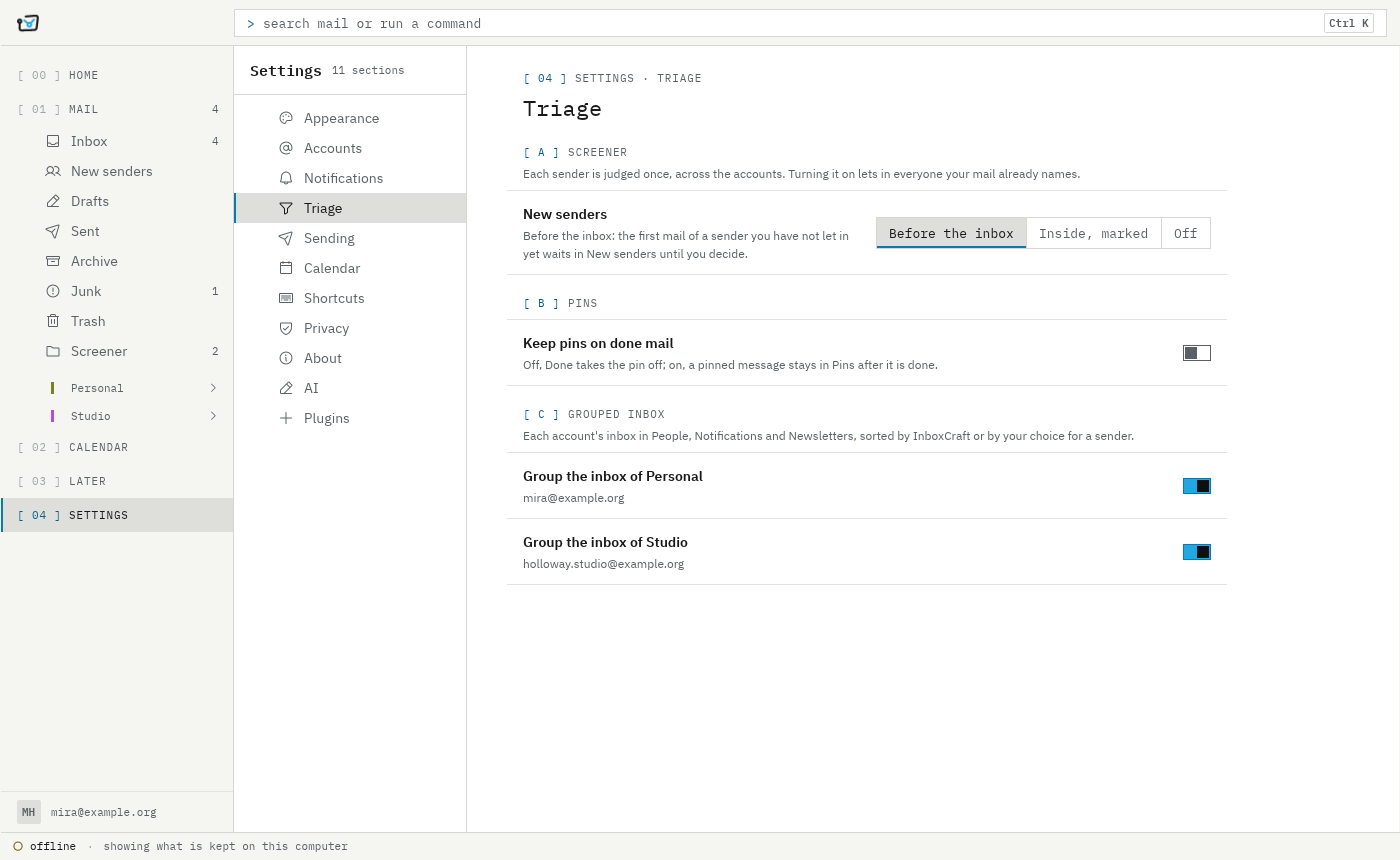 > search mail or run a command Ctrl K
[ 00 ] HOME
[ 01 ] MAIL 4
Inbox 4
New senders
Drafts
Sent
Archive
Junk 1
Trash
Screener 2
Personal
Studio
[ 02 ] CALENDAR
[ 03 ] LATER
[ 04 ] SETTINGS
MH mira@example.org
Settings 11 sections
Appearance
Accounts
Notifications
Triage
Sending
Calendar
Shortcuts
Privacy
About
AI
Plugins
[ 04 ] SETTINGS · TRIAGE
Triage
[ A ] SCREENER
Each sender is judged once, across the accounts. Turning it on lets in everyone your mail already names.
New senders
Before the inbox: the first mail of a sender you have not let in
yet waits in New senders until you decide.
Before the inbox Inside, marked Off
[ B ] PINS
Keep pins on done mail
Off, Done takes the pin off; on, a pinned message stays in Pins after it is done.
[ C ] GROUPED INBOX
Each account's inbox in People, Notifications and Newsletters, sorted by InboxCraft or by your choice for a sender.
Group the inbox of Personal
mira@example.org
Group the inbox of Studio
holloway.studio@example.org
offline · showing what is kept on this computer